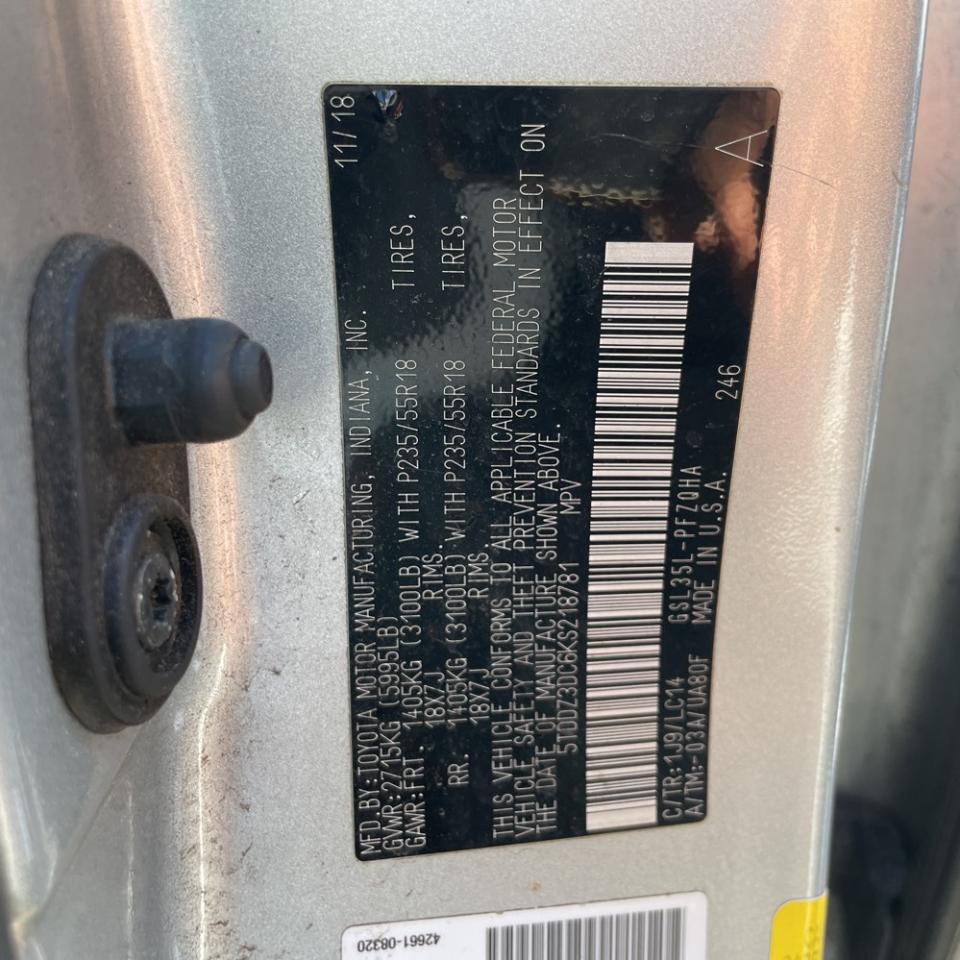 MFD.BY:TOYOTA MOTOR MANUFACTURING, INDIANA, INC. 11/18
GVWR:2715KG (5995LB)
GAWR:FRT. 1405KG (3100LB) WITH P235/55R18 TIRES,
18X7J RIMS.
RR. 1405KG (3100LB) WITH P235/55R18 TIRES,
18X7J RIMS.
THIS VEHICLE CONFORMS TO ALL APPLICABLE FEDERAL MOTOR
VEHICLE SAFETY AND THEFT PREVENTION STANDARDS IN EFFECT ON
THE DATE OF MANUFACTURE SHOWN ABOVE.
5TDDZ3DC6KS218781 MPV
C/TR:1J9/LC14 GSL35L-PFZQHA
A/TM:-03A/UA80F MADE IN U.S.A. 246 A
42661-08320